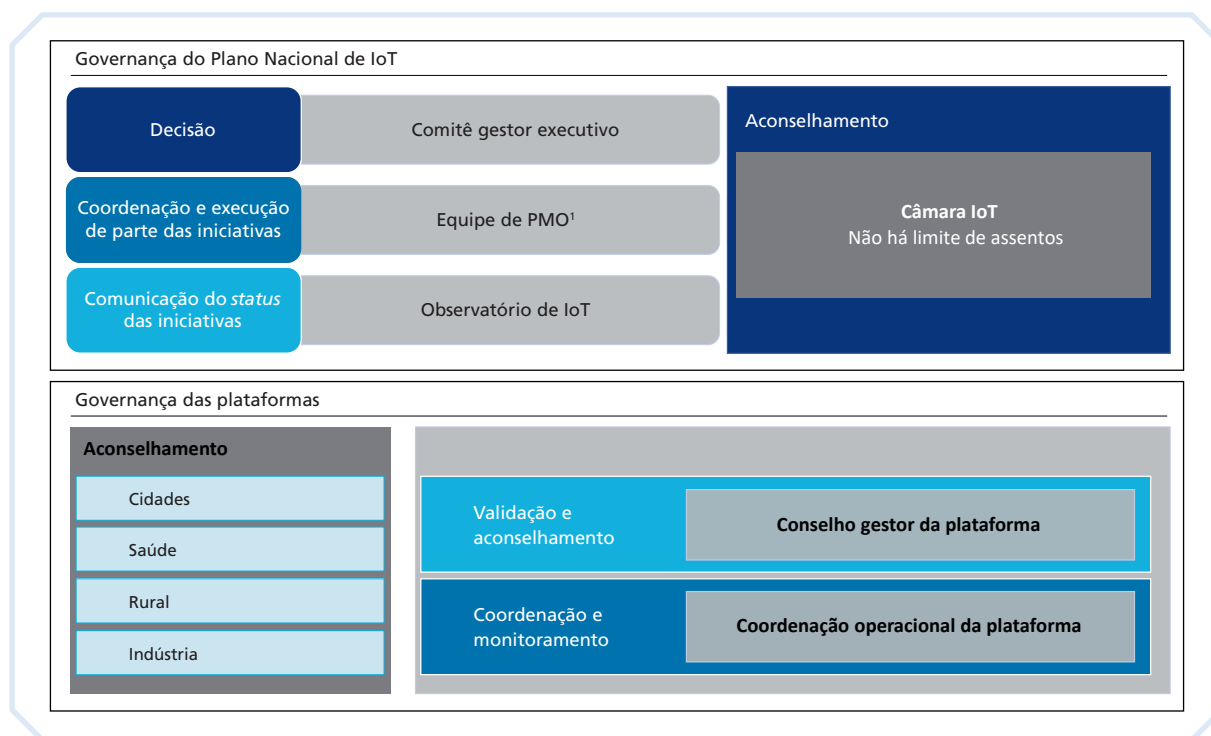 Governança do Plano Nacional de IoT
Decisão
Comitê gestor executivo
Coordenação e execução
de parte das iniciativas
Equipe de PMO¹
Comunicação do status
das iniciativas
Observatório de IoT
Aconselhamento
Câmara IoT
Não há limite de assentos
Governança das plataformas
Aconselhamento
Cidades
Saúde
Rural
Indústria
Validação e
aconselhamento
Conselho gestor da plataforma
Coordenação e
monitoramento
Coordenação operacional da plataforma